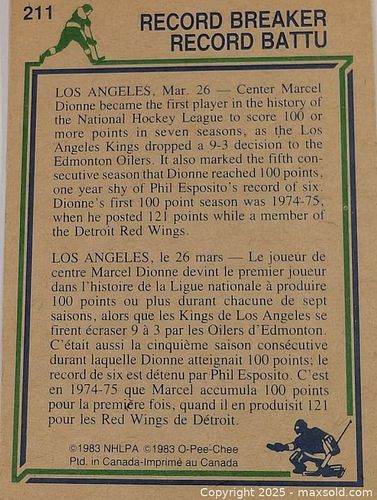 211
RECORD BREAKER
RECORD BATTU
LOS ANGELES, Mar. 26 — Center Marcel
Dionne became the first player in the history of
the National Hockey League to score 100 or
more points in seven seasons, as the Los
Angeles Kings dropped a 9-3 decision to the
Edmonton Oilers. It also marked the fifth con-
secutive season that Dionne reached 100 points,
one year shy of Phil Esposito's record of six.
Dionne's first 100 point season was 1974-75,
when he posted 121 points while a member of
the Detroit Red Wings.
LOS ANGELES, le 26 mars — Le joueur de
centre Marcel Dionne devint le premier joueur
dans l'histoire de la Ligue nationale à produire
100 points ou plus durant chacune de sept
saisons, alors que les Kings de Los Angeles se
firent écraser 9 à 3 par les Oilers d'Edmonton.
C'était aussi la cinquième saison consécutive
durant laquelle Dionne atteignait 100 points; le
record de six est détenu par Phil Esposito. C'est
en 1974-75 que Marcel accumula 100 points
pour la première fois, quand il en produisit 121
pour les Red Wings de Détroit.
©1983 NHLPA ©1983 O-Pee-Chee
Ptd. in Canada-Imprimé au Canada
Copyright 2025 - maxsold.com